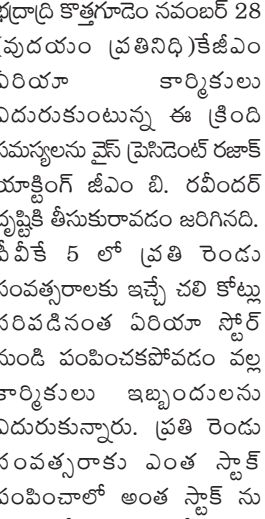 భద్రాద్రి కొత్తగూడెం నవంబర్ 28
(వుదయం ప్రతినిధి)కేజీఎం
ఏరియా కార్మికులు
ఎదురుకుంటున్న ఈ క్రింది
సమస్యలను వైస్ ప్రెసిడెంట్ రజాక్
యాక్టింగ్ జీఎం బి. రవీందర్
దృష్టికి తీసుకురావడం జరిగినది.
పీవీకే 5 లో ప్రతి రెండు
సంవత్సరాలకు ఇచ్చే చలి కోట్లు
సరిపడినంత ఏరియా స్టోర్
నుండి పంపించకపోవడం వల్ల
కార్మికులు ఇబ్బందులను
ఎదురుకున్నారు. ప్రతి రెండు
సంవత్సరాకు ఎంత స్టాక్
పంపించాలో అంత స్టాక్ ను